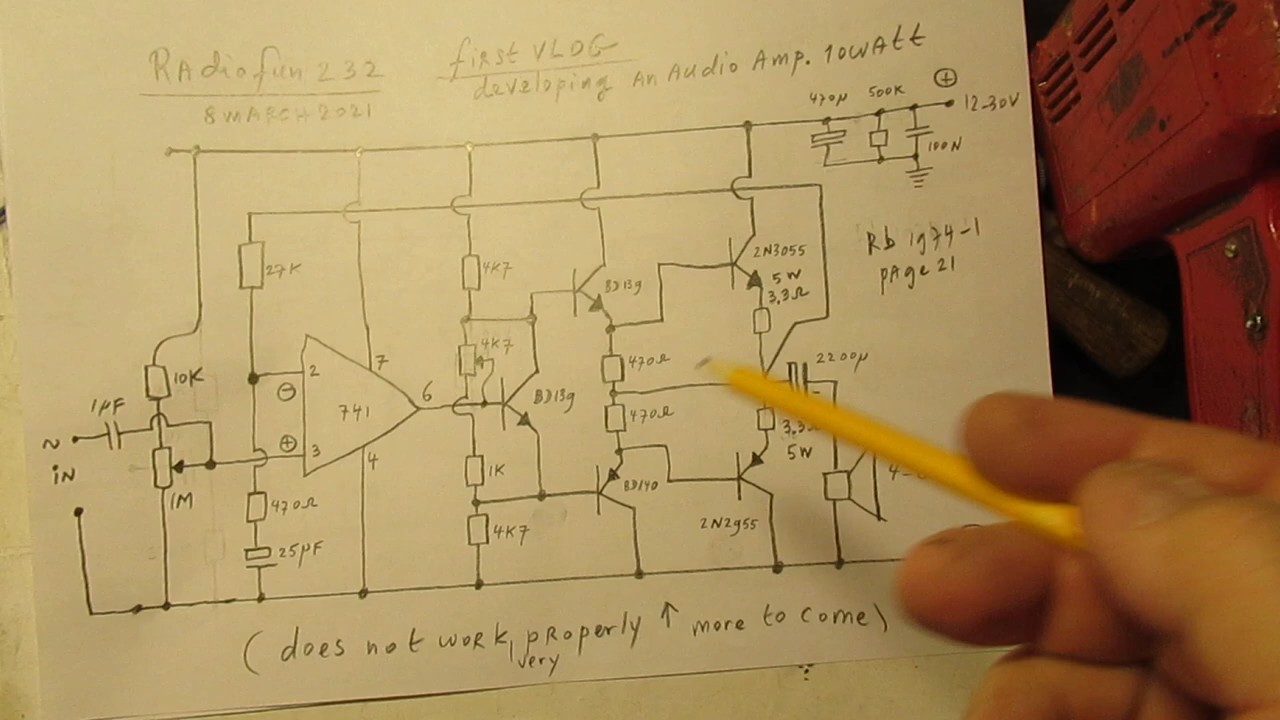 RAdiofun 232
8 MARCH 2021
first VLOG
developing An Audio Amp. 10WAtt
470µ
500K
+
12-30V
100N
Rb 1974-1
pAge 21
27K
4K7
BD139
2N3055
5W
3.3Ω
10K
1µF
~
iN
1M
2
7
741
6
3
4
4K7
BD139
470Ω
470Ω
2200µ
3.3Ω
5W
4-
470Ω
25µF
1K
4K7
BD140
2N2955
(does not work, properly ↑ more to come)
very